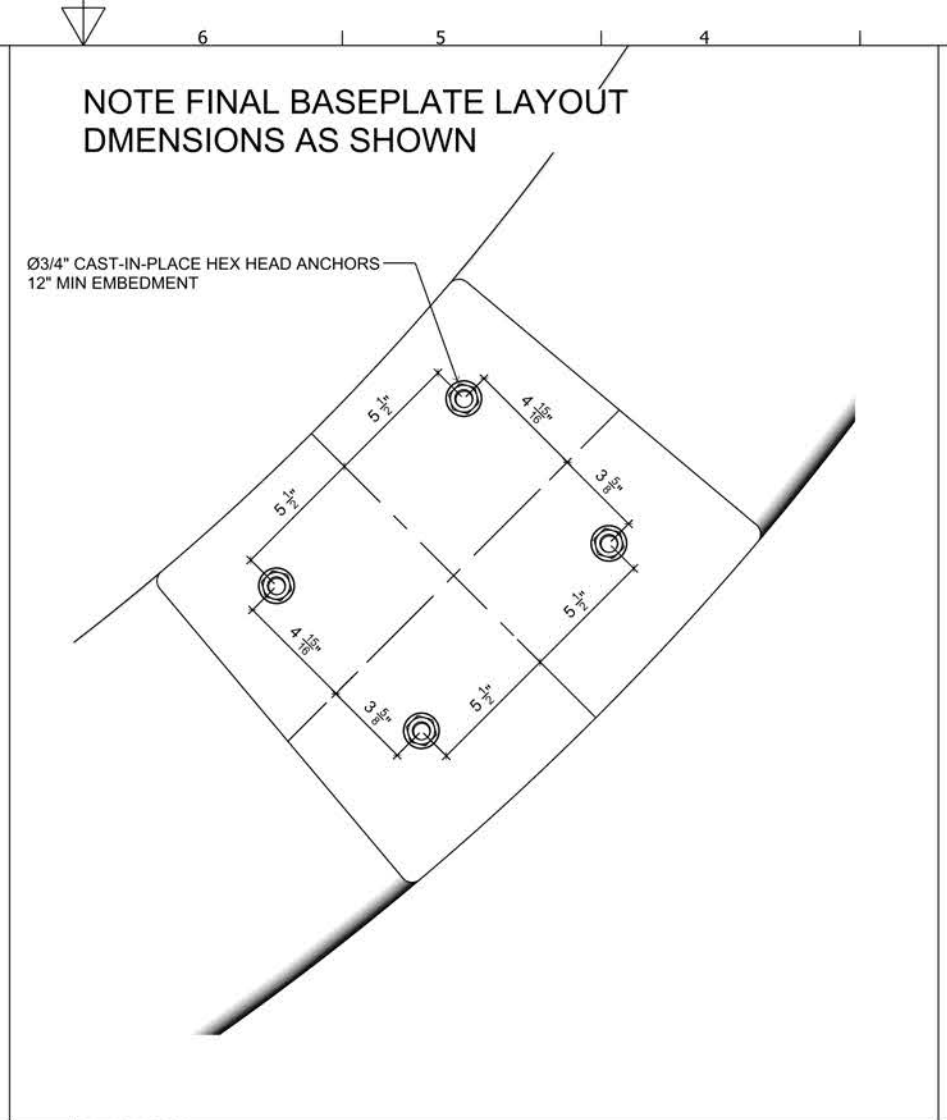 6 5 4
NOTE FINAL BASEPLATE LAYOUT
DMENSIONS AS SHOWN
Ø3/4" CAST-IN-PLACE HEX HEAD ANCHORS
12" MIN EMBEDMENT
5 1/2"
4 15/16"
5 1/2"
3 5/8"
5 1/2"
4 15/16"
5 1/2"
3 5/8"